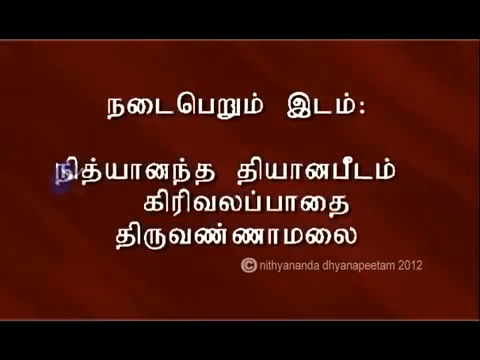 நடைபெறும் இடம்:
நித்யானந்த தியானபீடம்
கிரிவலப்பாதை
திருவண்ணாமலை
© nithyananda dhyanapeetam 2012